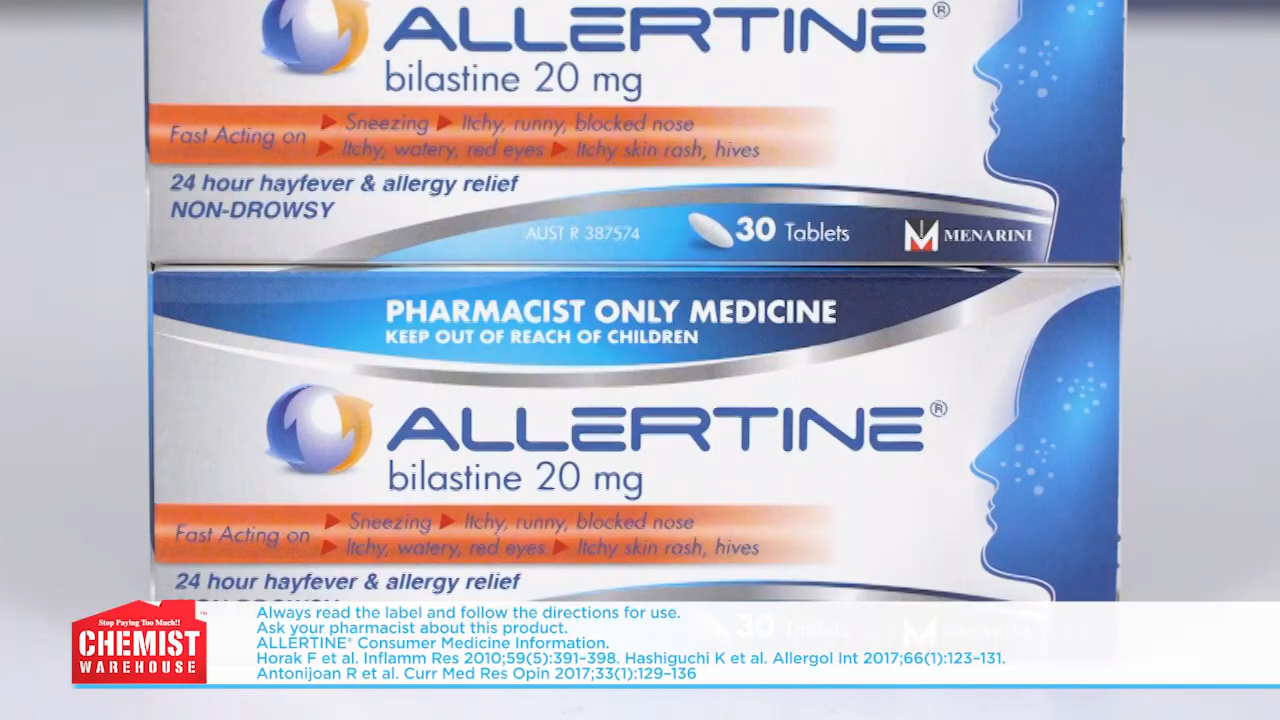 ALLERTINE®
bilastine 20 mg
Fast Acting on ▶ Sneezing ▶ Itchy, runny, blocked nose
▶ Itchy, watery, red eyes ▶ Itchy skin rash, hives
24 hour hayfever & allergy relief
NON-DROWSY
AUST R 387574 30 Tablets MENARINI
PHARMACIST ONLY MEDICINE
KEEP OUT OF REACH OF CHILDREN
ALLERTINE®
bilastine 20 mg
Fast Acting on ▶ Sneezing ▶ Itchy, runny, blocked nose
▶ Itchy, watery, red eyes ▶ Itchy skin rash, hives
24 hour hayfever & allergy relief
NON-DROWSY
30 Tablets MENARINI
Stop Paying Too Much!!
CHEMIST
WAREHOUSE
Always read the label and follow the directions for use.
Ask your pharmacist about this product.
ALLERTINE® Consumer Medicine Information.
Horak F et al. Inflamm Res 2010;59(5):391–398. Hashiguchi K et al. Allergol Int 2017;66(1):123–131.
Antonijoan R et al. Curr Med Res Opin 2017;33(1):129–136